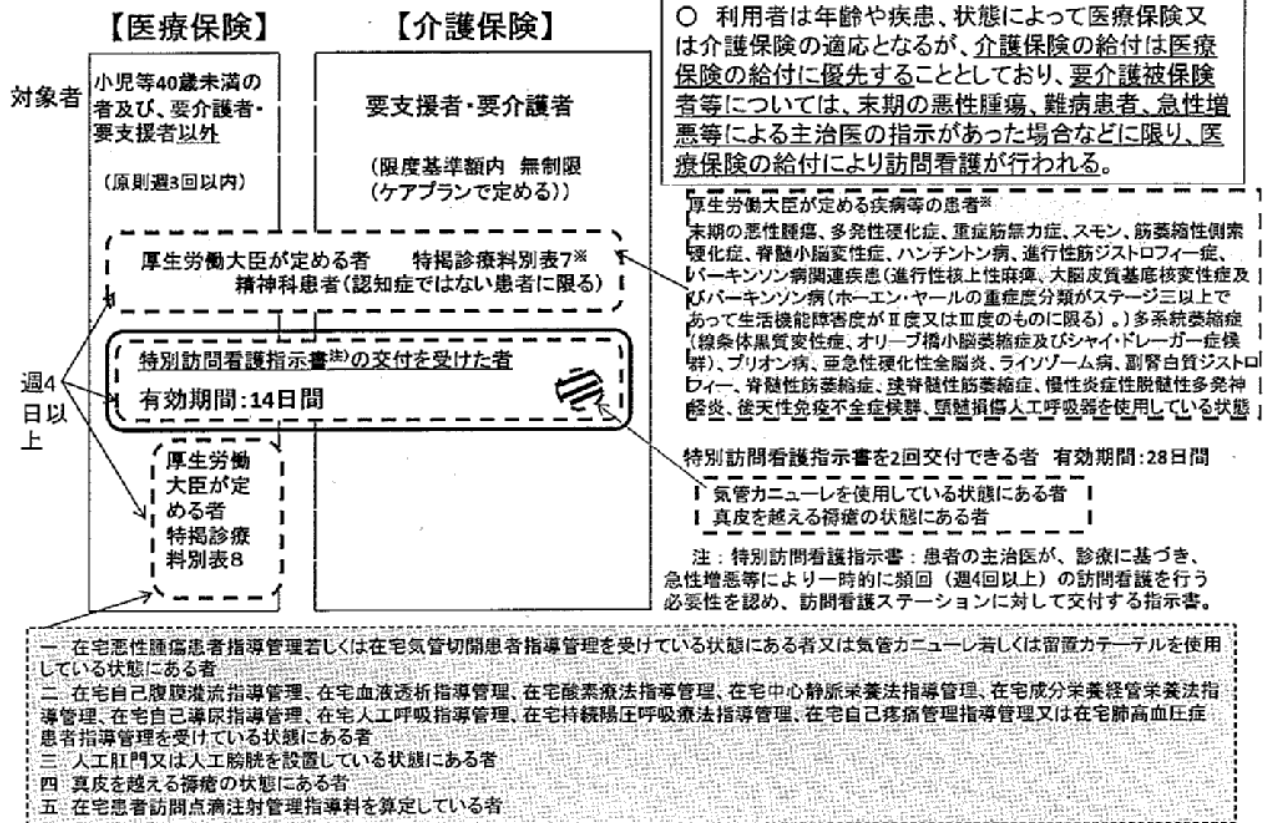 【医療保険】
【介護保険】
対象者
小児等40歳未満の
者及び、要介護者・
要支援者以外
(原則週3回以内)
要支援者・要介護者
(限度基準額内 無制限
(ケアプランで定める))
○ 利用者は年齢や疾患、状態によって医療保険又
は介護保険の適応となるが、介護保険の給付は医療
保険の給付に優先することとしており、要介護被保険
者等については、末期の悪性腫瘍、難病患者、急性増
悪等による主治医の指示があった場合などに限り、医
療保険の給付により訪問看護が行われる。
厚生労働大臣が定める者 特掲診療料別表7※
精神科患者(認知症ではない患者に限る)
厚生労働大臣が定める疾病等の患者※
末期の悪性腫瘍、多発性硬化症、重症筋無力症、スモン、筋萎縮性側索
硬化症、脊髄小脳変性症、ハンチントン病、進行性筋ジストロフィー症、
パーキンソン病関連疾患(進行性核上性麻痺、大脳皮質基底核変性症及
びパーキンソン病(ホーエン・ヤールの重症度分類がステージ三以上で
あって生活機能障害度がⅡ度又はⅢ度のものに限る)。)多系統萎縮症
(線条体黒質変性症、オリーブ橋小脳萎縮症及びシャイ・ドレーガー症候
群)、プリオン病、亜急性硬化性全脳炎、ライソゾーム病、副腎白質ジストロ
フィー、脊髄性筋萎縮症、球脊髄性筋萎縮症、慢性炎症性脱髄性多発神
経炎、後天性免疫不全症候群、頸髄損傷人工呼吸器を使用している状態
週4
日以
上
特別訪問看護指示書注)の交付を受けた者
有効期間:14日間
厚生労働
大臣が定
める者
特掲診療
料別表8
特別訪問看護指示書を2回交付できる者 有効期間:28日間
気管カニューレを使用している状態にある者
真皮を越える褥瘡の状態にある者
注:特別訪問看護指示書:患者の主治医が、診療に基づき、
急性増悪等により一時的に頻回(週4回以上)の訪問看護を行う
必要性を認め、訪問看護ステーションに対して交付する指示書。
一 在宅悪性腫瘍患者指導管理若しくは在宅気管切開患者指導管理を受けている状態にある者又は気管カニューレ若しくは留置カテーテルを使用
している状態にある者
二 在宅自己腹膜灌流指導管理、在宅血液透析指導管理、在宅酸素療法指導管理、在宅中心静脈栄養法指導管理、在宅成分栄養経管栄養法指
導管理、在宅自己導尿指導管理、在宅人工呼吸指導管理、在宅持続陽圧呼吸療法指導管理、在宅自己疼痛管理指導管理又は在宅肺高血圧症
患者指導管理を受けている状態にある者
三 人工肛門又は人工膀胱を設置している状態にある者
四 真皮を越える褥瘡の状態にある者
五 在宅患者訪問点滴注射管理指導料を算定している者